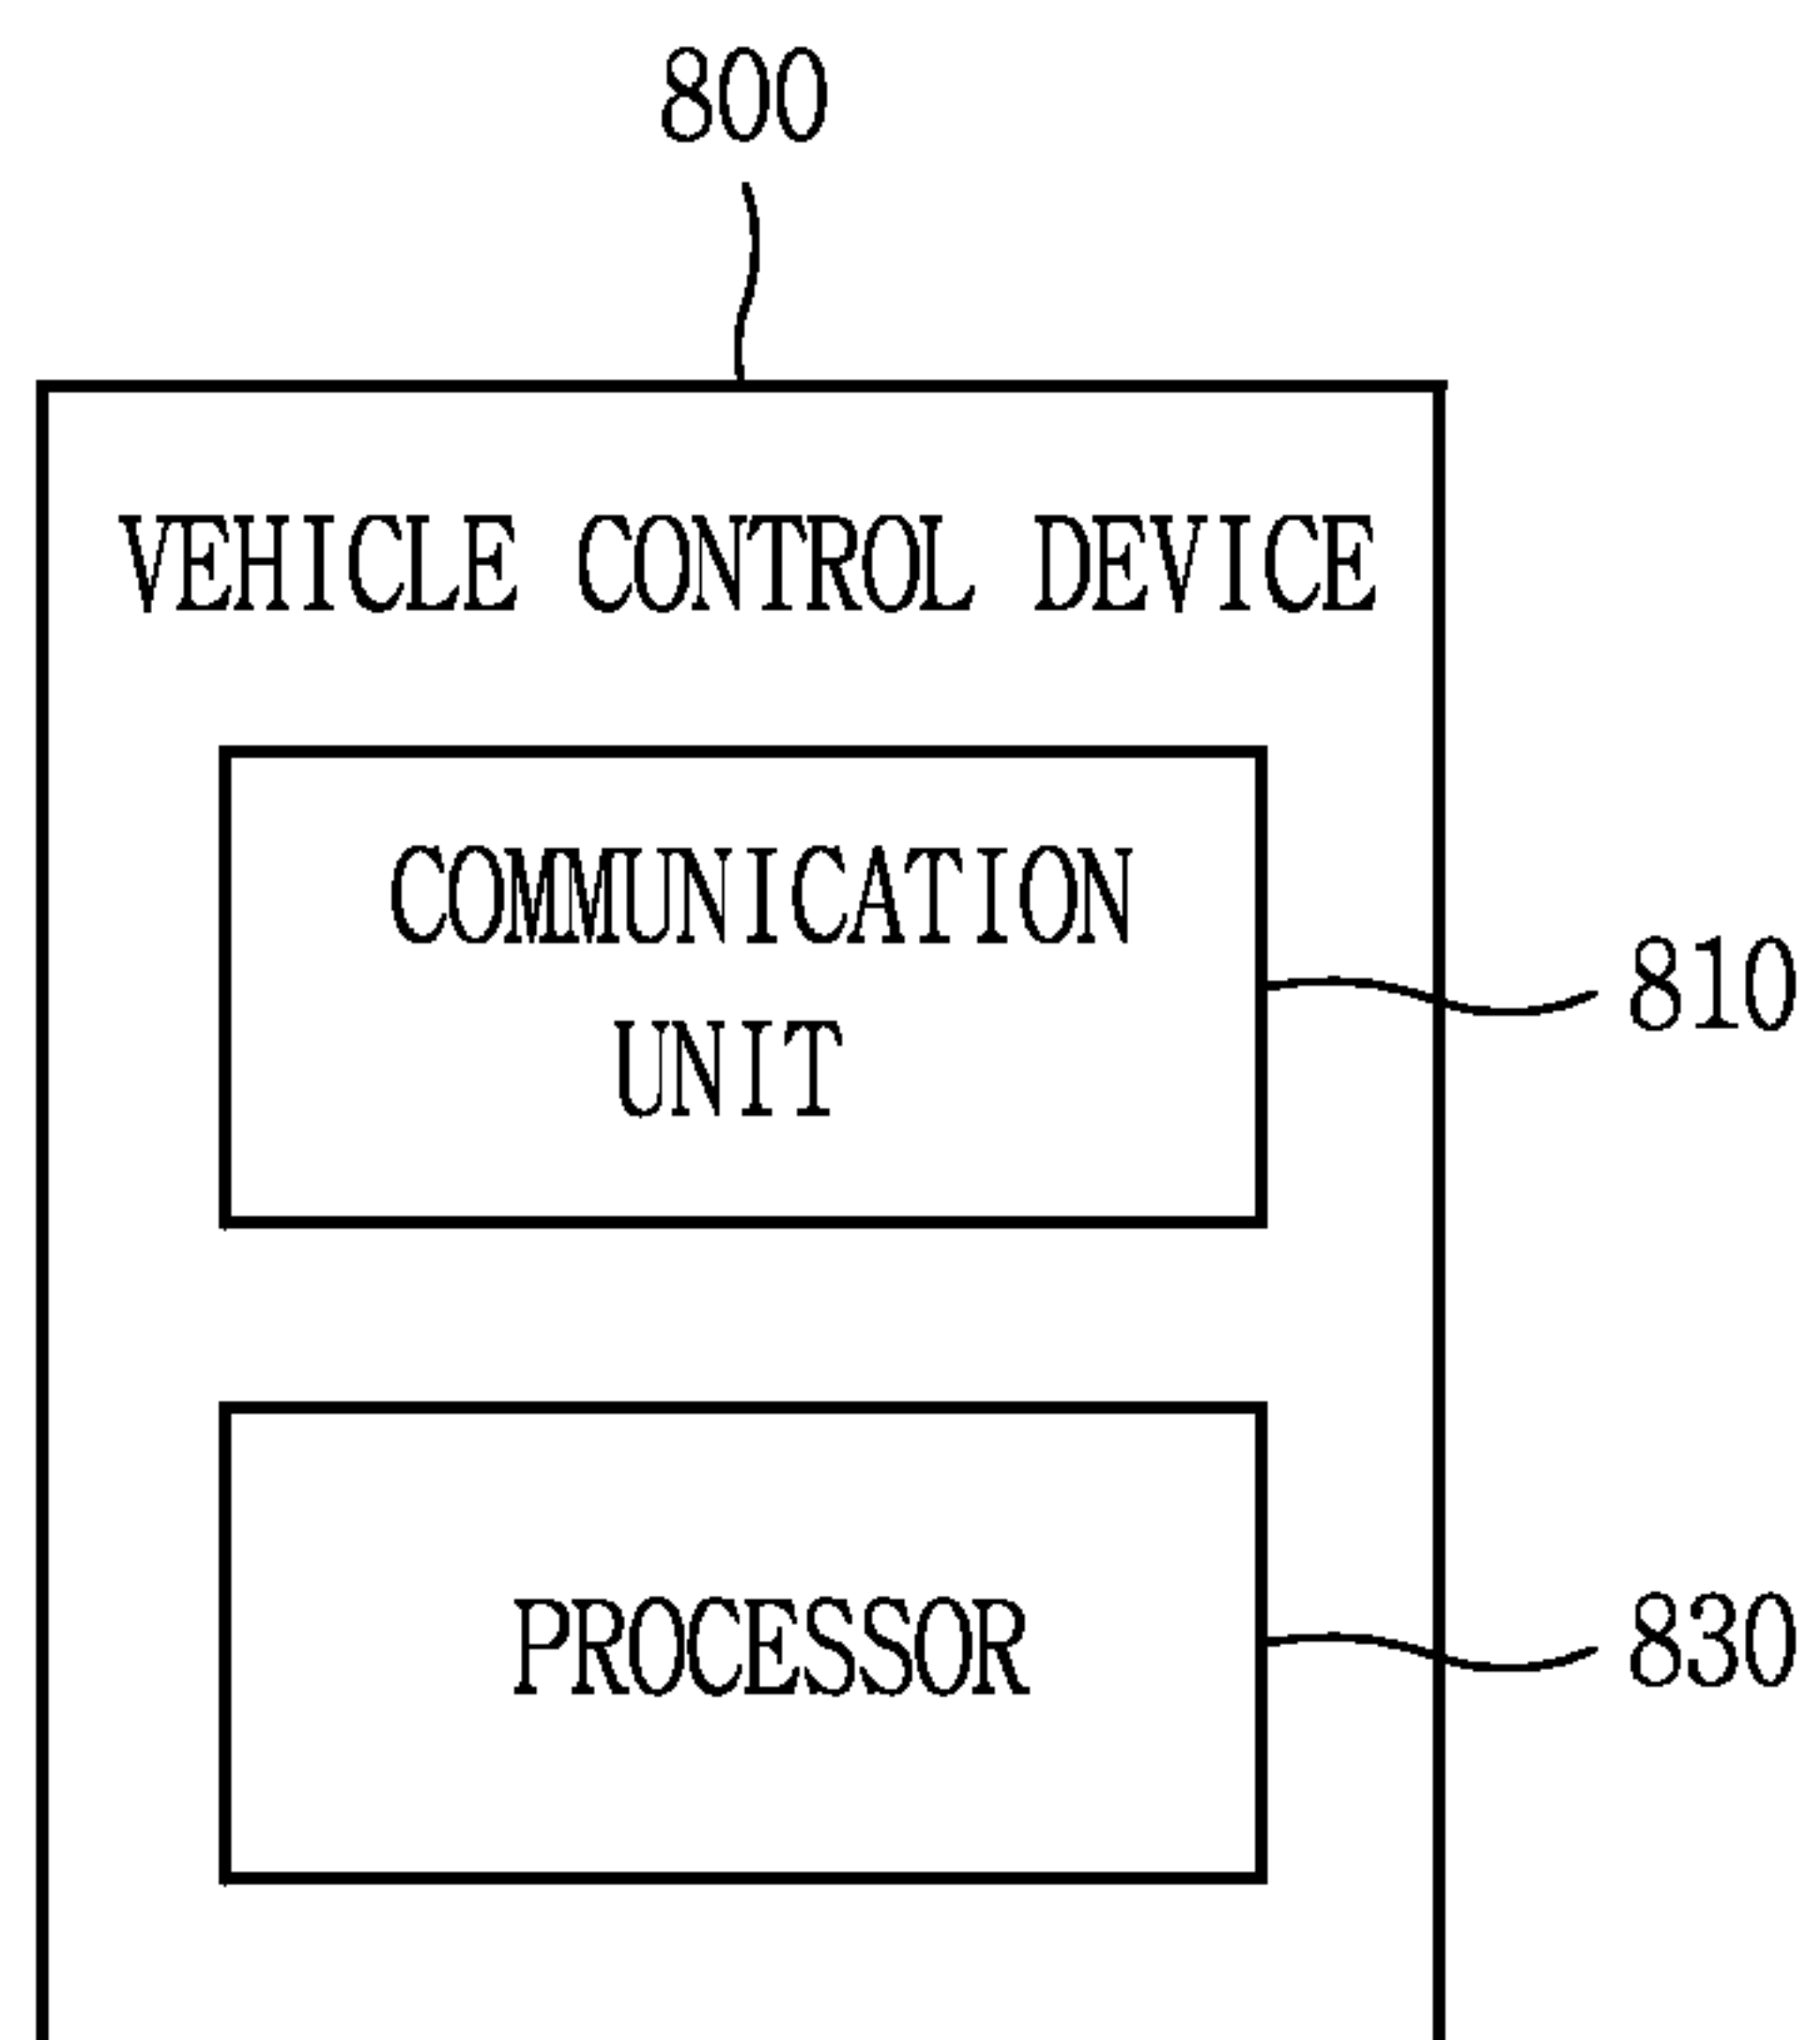 800
VEHICLE CONTROL DEVICE
COMMUNICATION
UNIT
810
PROCESSOR
830